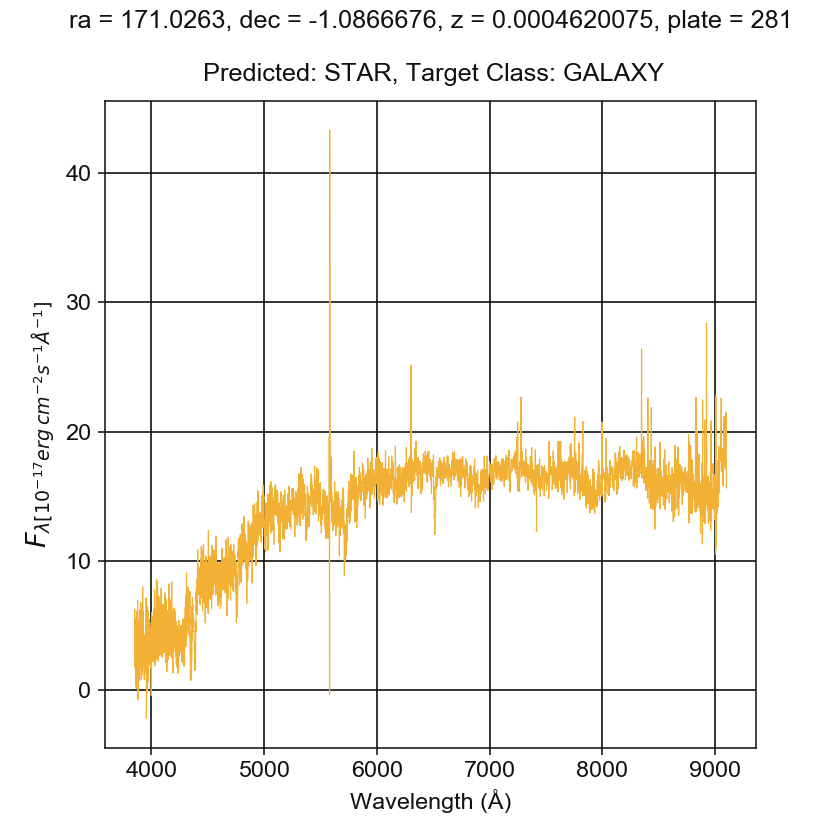 ra = 171.0263, dec = -1.0866676, z = 0.0004620075, plate = 281
Predicted: STAR, Target Class: GALAXY
40
30
20
10
0
F_λ[10^{-17} erg cm^{-2} s^{-1} Å^{-1}]
4000 5000 6000 7000 8000 9000
Wavelength (Å)